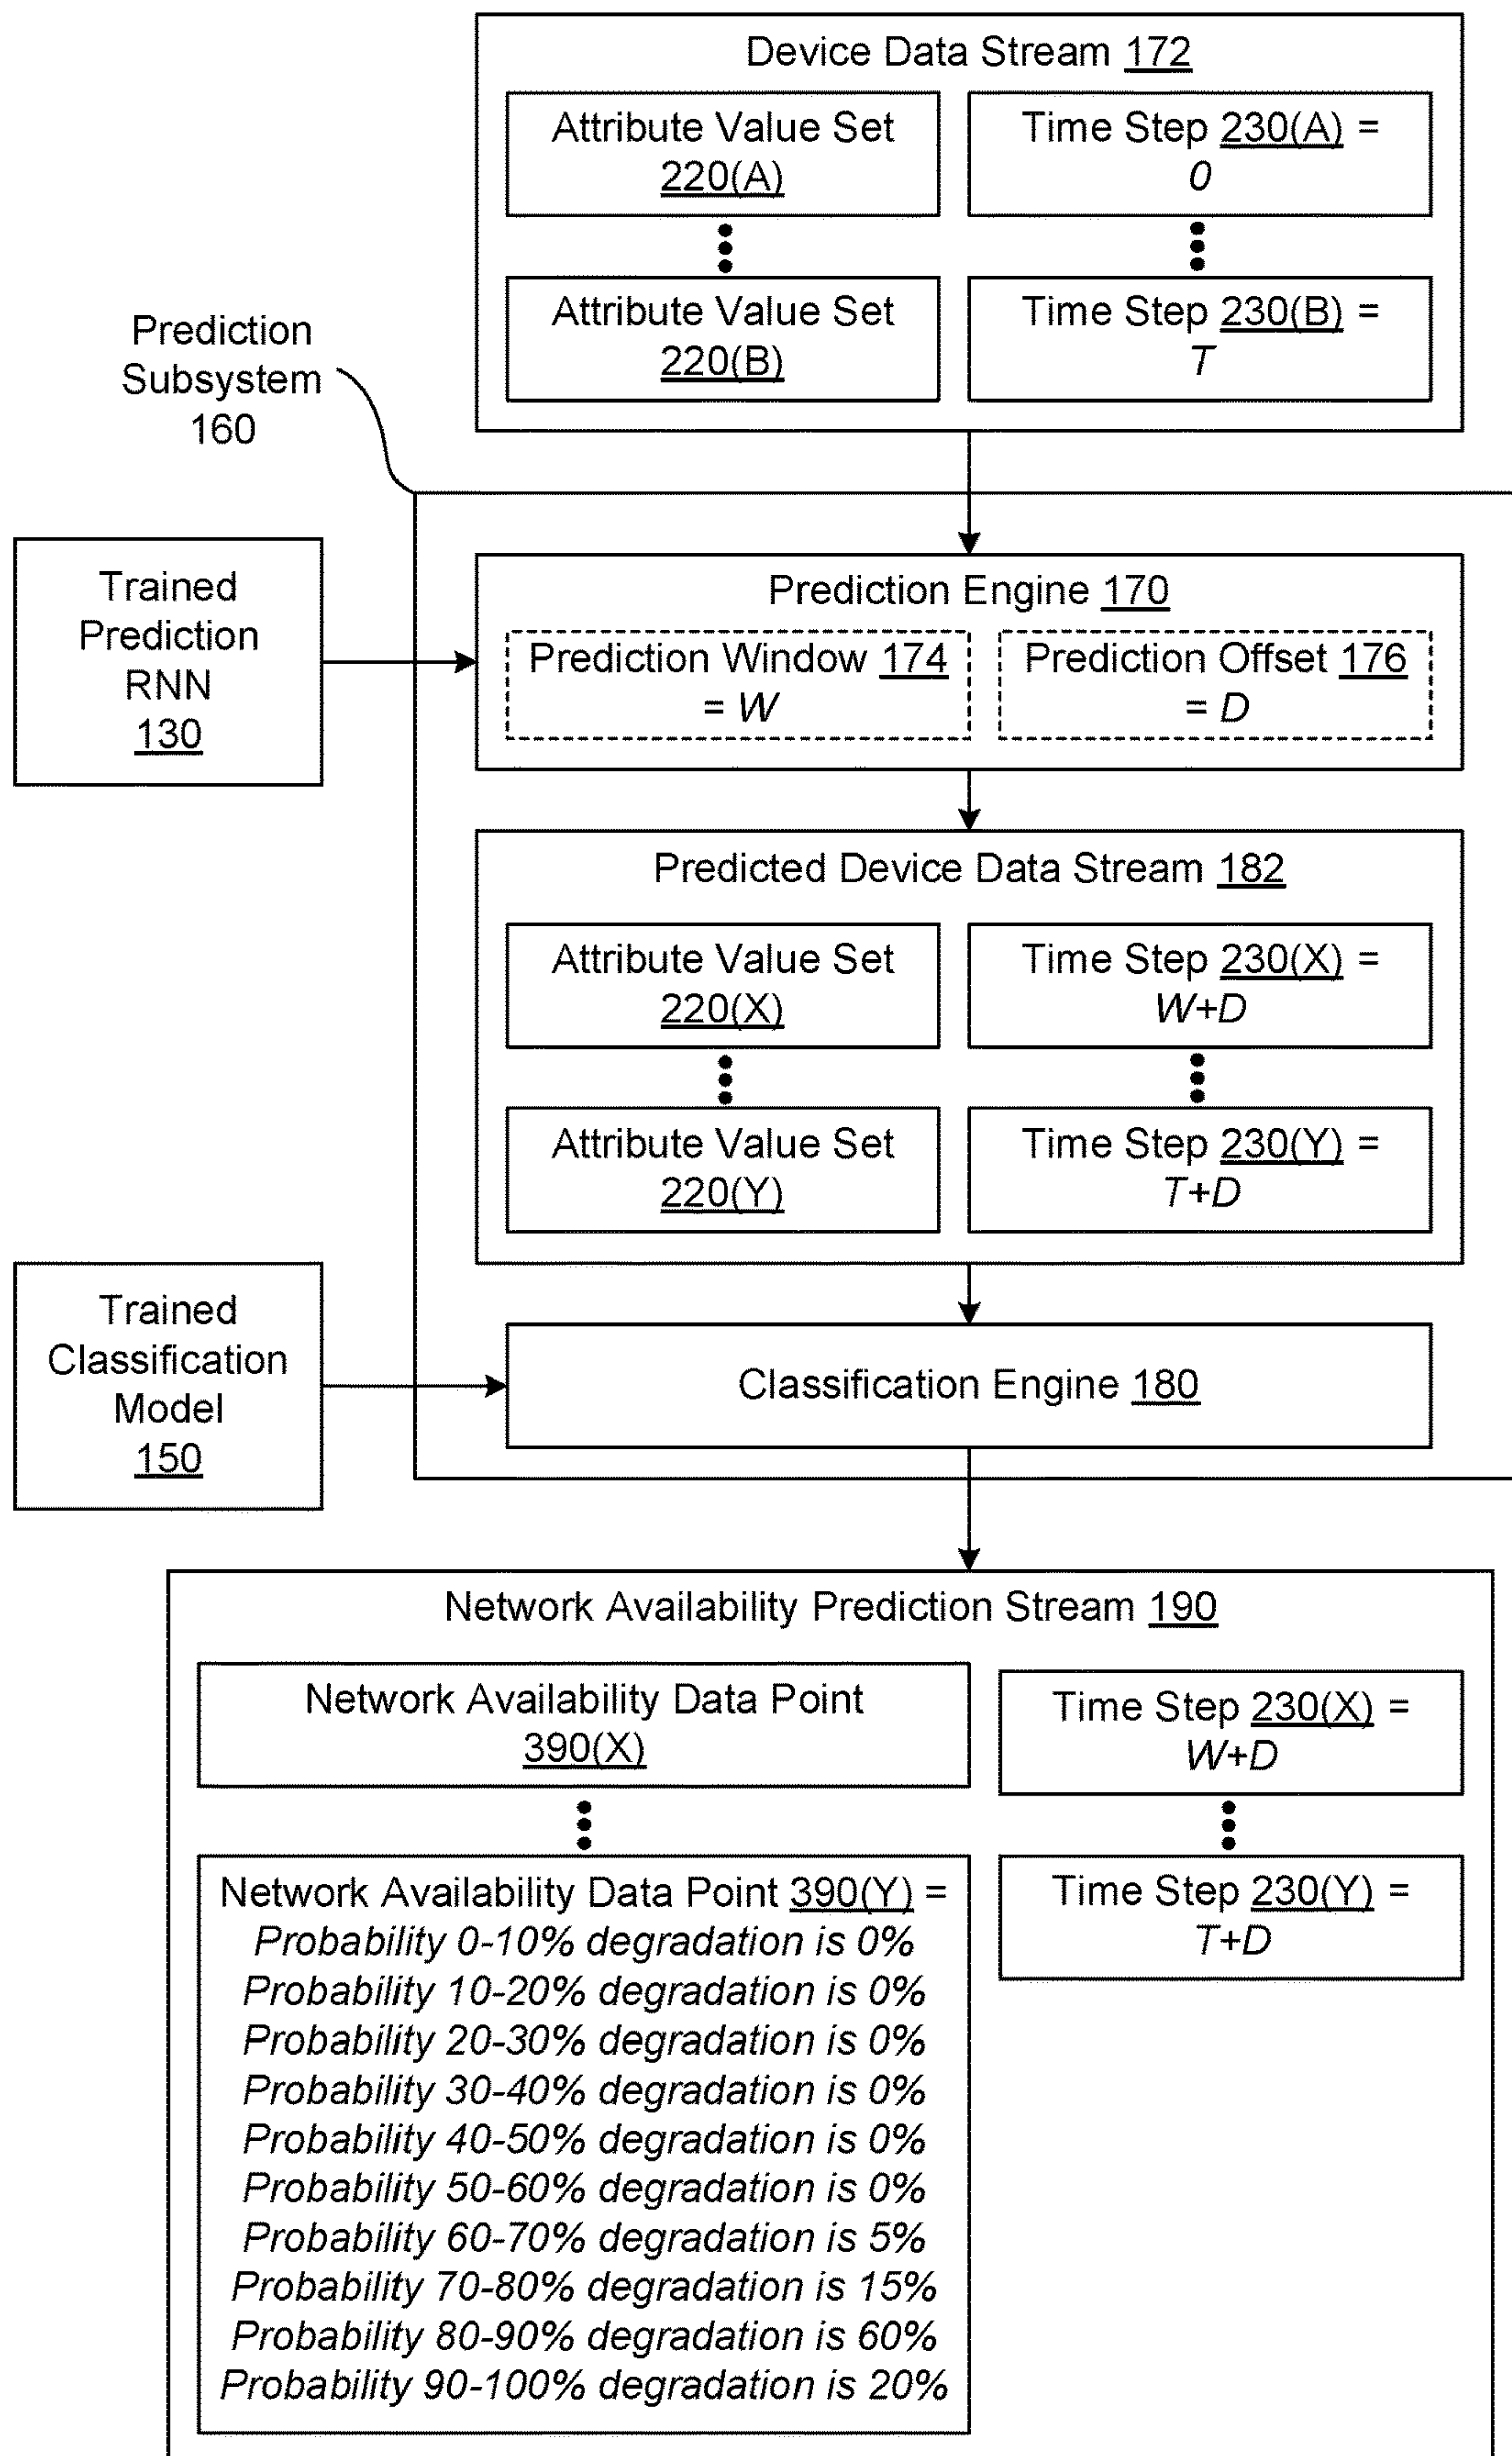 Device Data Stream 172
Attribute Value Set
220(A)
Time Step 230(A) =
0
Attribute Value Set
220(B)
Time Step 230(B) =
T
Prediction
Subsystem
160
Trained
Prediction
RNN
130
Prediction Engine 170
Prediction Window 174
= W
Prediction Offset 176
= D
Predicted Device Data Stream 182
Attribute Value Set
220(X)
Time Step 230(X) =
W+D
Attribute Value Set
220(Y)
Time Step 230(Y) =
T+D
Trained
Classification
Model
150
Classification Engine 180
Network Availability Prediction Stream 190
Network Availability Data Point
390(X)
Time Step 230(X) =
W+D
Network Availability Data Point 390(Y) =
Probability 0-10% degradation is 0%
Probability 10-20% degradation is 0%
Probability 20-30% degradation is 0%
Probability 30-40% degradation is 0%
Probability 40-50% degradation is 0%
Probability 50-60% degradation is 0%
Probability 60-70% degradation is 5%
Probability 70-80% degradation is 15%
Probability 80-90% degradation is 60%
Probability 90-100% degradation is 20%
Time Step 230(Y) =
T+D